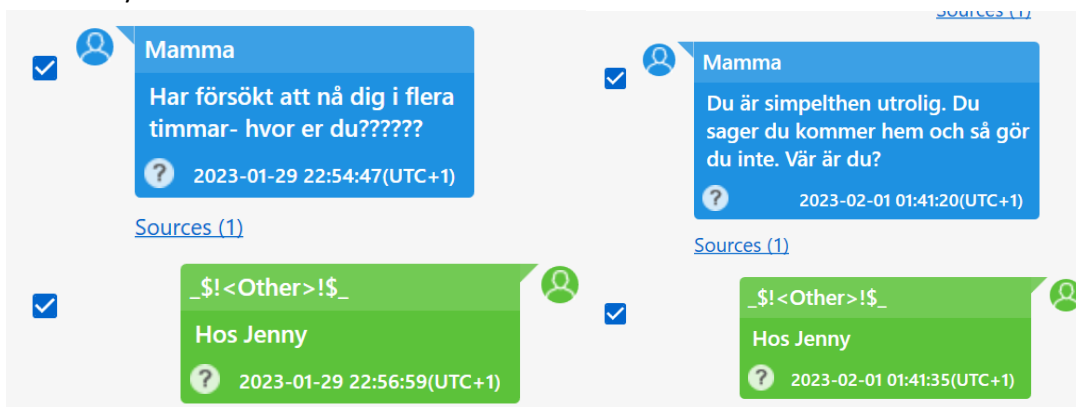 Mamma
Har försökt att nå dig i flera
timmar- hvor er du??????
2023-01-29 22:54:47(UTC+1)
Sources (1)
_$!<Other>!$_
Hos Jenny
2023-01-29 22:56:59(UTC+1)
Sources (1)
Mamma
Du är simpelthen utrolig. Du
sager du kommer hem och så gör
du inte. Vär är du?
2023-02-01 01:41:20(UTC+1)
Sources (1)
_$!<Other>!$_
Hos Jenny
2023-02-01 01:41:35(UTC+1)